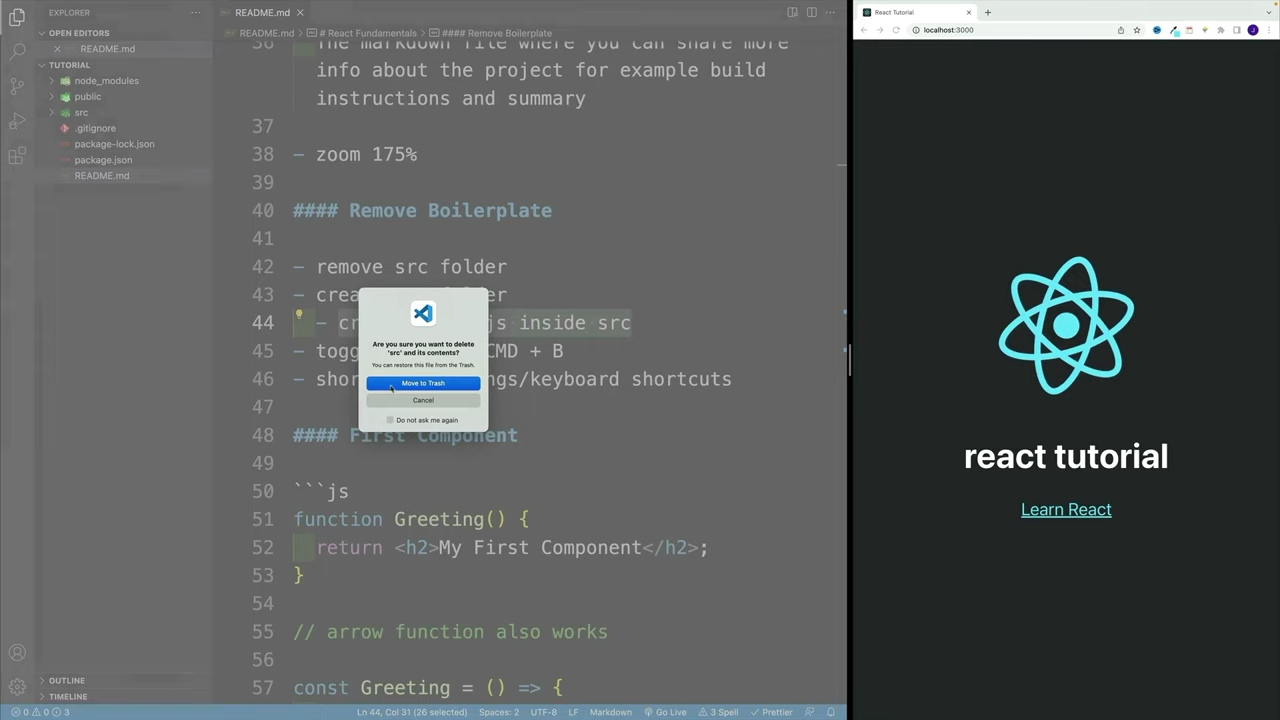 EXPLORER
OPEN EDITORS
README.md
TUTORIAL
node_modules
public
src
.gitignore
package-lock.json
package.json
README.md
OUTLINE
TIMELINE
README.md
README.md > # React Fundamentals > #### Remove Boilerplate
36
The markdown file where you can share more
info about the project for example build
instructions and summary
37
38 - zoom 175%
39
40 #### Remove Boilerplate
41
42 - remove src folder
43
44 js inside src
45 CMD + B
46 ngs/keyboard shortcuts
47
48 #### First Component
49
50 ```js
51 function Greeting() {
52 return <h2>My First Component</h2>;
53 }
54
55 // arrow function also works
56
57 const Greeting = () => {
Are you sure you want to delete
'src' and its contents?
You can restore this file from the Trash.
Move to Trash
Cancel
Do not ask me again
0 0 3
Ln 44, Col 31 (26 selected) Spaces: 2 UTF-8 LF Markdown Go Live 3 Spell Prettier
React Tutorial
localhost:3000
J
react tutorial
Learn React